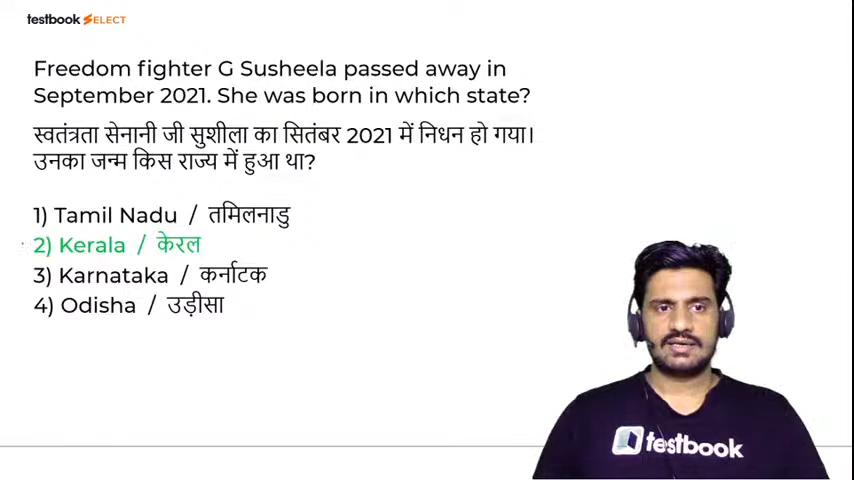 testbook SELECT
Freedom fighter G Susheela passed away in
September 2021. She was born in which state?
स्वतंत्रता सेनानी जी सुशीला का सितंबर 2021 में निधन हो गया।
उनका जन्म किस राज्य में हुआ था?
1) Tamil Nadu / तमिलनाडु
2) Kerala / केरल
3) Karnataka / कर्नाटक
4) Odisha / उड़ीसा
testbook